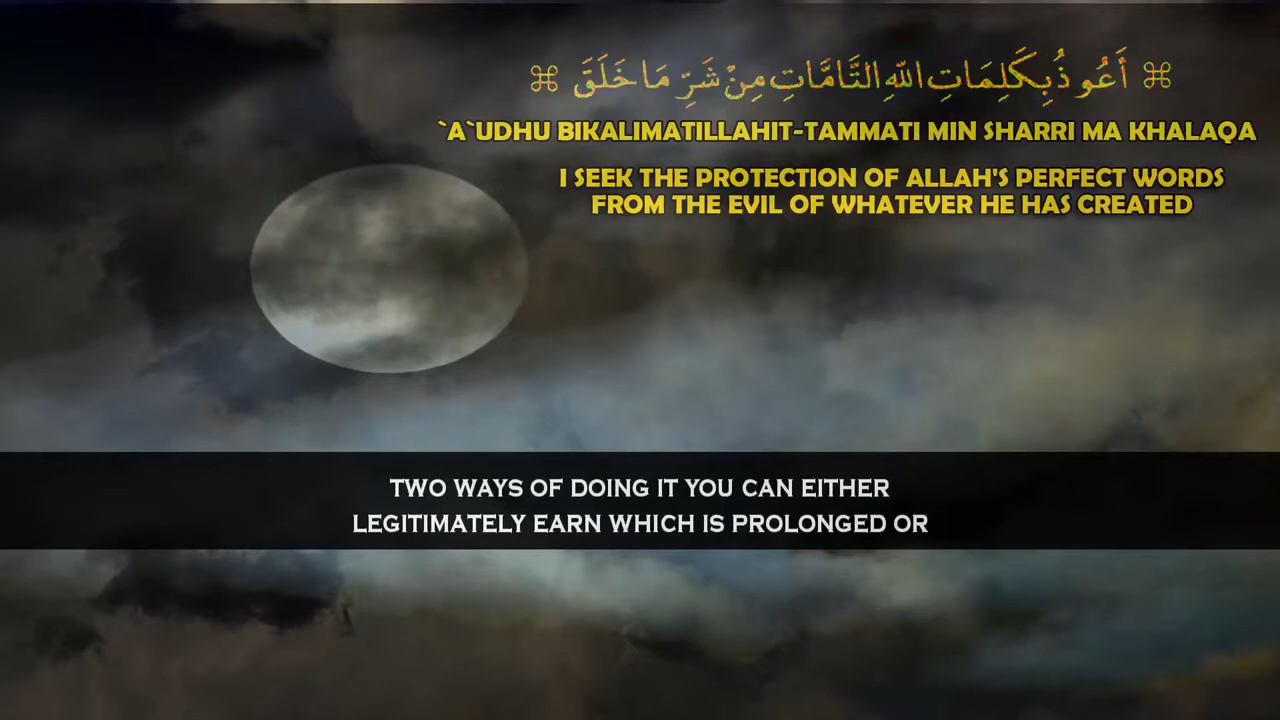 ⌘ أَعُوذُ بِكَلِمَاتِ اللّٰهِ التَّامَّاتِ مِنْ شَرِّ مَا خَلَقَ ⌘
`A`UDHU BIKALIMATILLAHIT-TAMMATI MIN SHARRI MA KHALAQA
I SEEK THE PROTECTION OF ALLAH'S PERFECT WORDS
FROM THE EVIL OF WHATEVER HE HAS CREATED
TWO WAYS OF DOING IT YOU CAN EITHER
LEGITIMATELY EARN WHICH IS PROLONGED OR